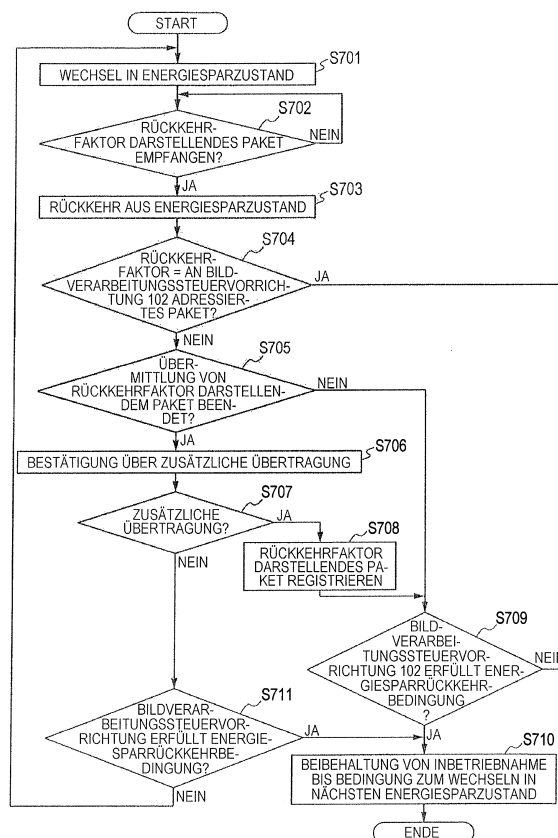 START
WECHSEL IN ENERGIESPARZUSTAND
S701
S702
RÜCKKEHR-
FAKTOR DARSTELLENDES PAKET
EMPFANGEN?
NEIN
JA
S703
RÜCKKEHR AUS ENERGIESPARZUSTAND
S704
RÜCKKEHR-
FAKTOR = AN BILD-
VERARBEITUNGSSTEUERVORRICH-
TUNG 102 ADRESSIER-
TES PAKET?
JA
NEIN
S705
ÜBER-
MITTLUNG VON
RÜCKKEHRFAKTOR DARSTELLEN-
DEM PAKET BEEN-
DET?
NEIN
JA
S706
BESTÄTIGUNG ÜBER ZUSÄTZLICHE ÜBERTRAGUNG
S707
ZUSÄTZLICHE
ÜBERTRAGUNG?
JA
NEIN
S708
RÜCKKEHRFAKTOR
DARSTELLENDES PA-
KET REGISTRIEREN
S709
BILD-
VERARBEI-
TUNGSSTEUERVOR-
RICHTUNG 102 ERFÜLLT ENER-
GIESPARRÜCKKEHR-
BEDINGUNG
?
NEIN
JA
S711
BILDVERAR-
BEITUNGSSTEUERVOR-
RICHTUNG ERFÜLLT ENERGIE-
SPARRÜCKKEHRBE-
DINGUNG?
JA
NEIN
S710
BEIBEHALTUNG VON INBETRIEBNAHME
BIS BEDINGUNG ZUM WECHSELN IN
NÄCHSTEN ENERGIESPARZUSTAND
ENDE